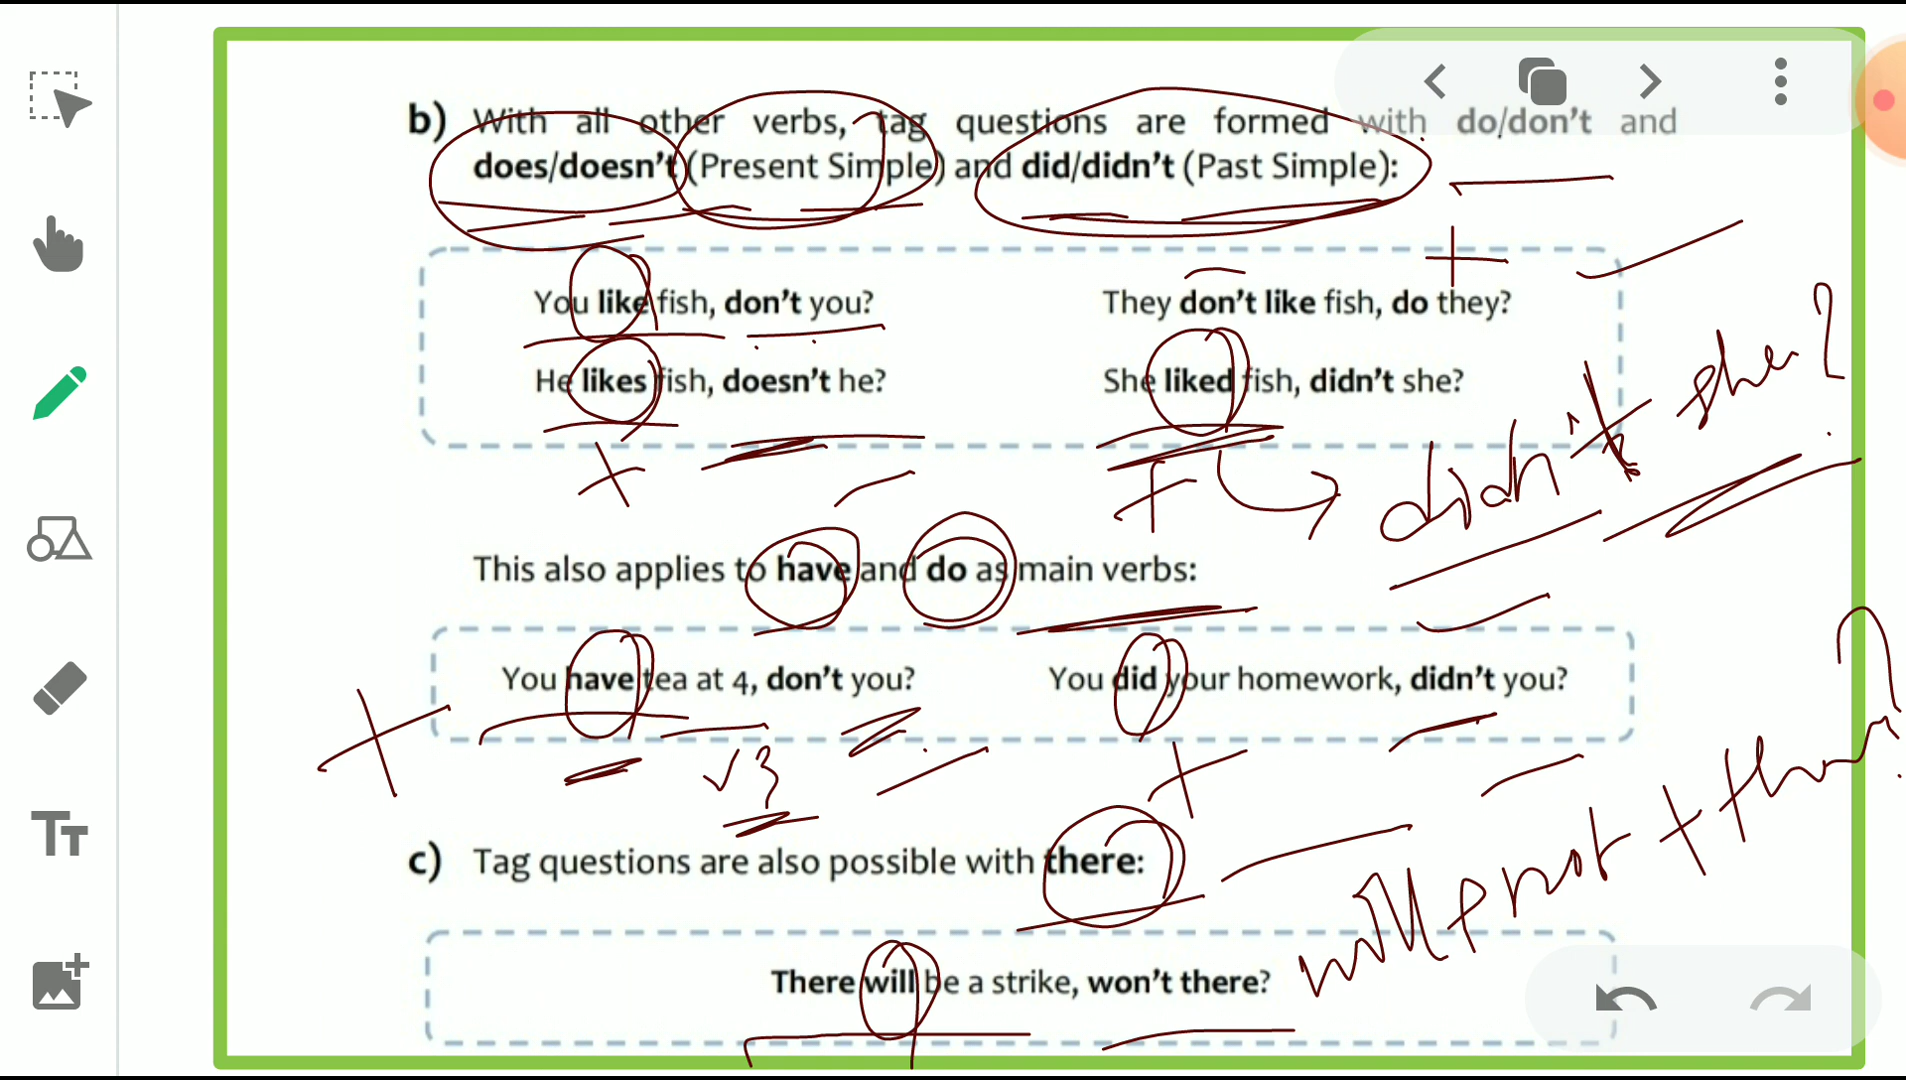 b) With all other verbs, tag questions are formed with do/don't and
does/doesn't (Present Simple) and did/didn't (Past Simple):
You like fish, don't you? They don't like fish, do they?
He likes fish, doesn't he? She liked fish, didn't she?
didn't she?
This also applies to have and do as main verbs:
You have tea at 4, don't you? You did your homework, didn't you?
v3
c) Tag questions are also possible with there:
will not +
There will be a strike, won't there?
TT